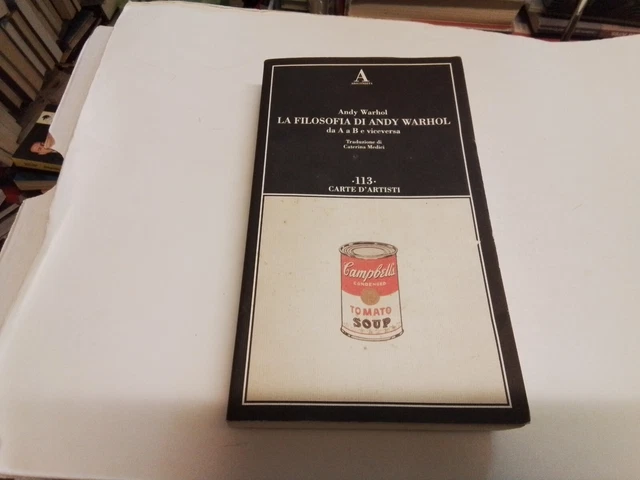 A
ABSCONDITA
Andy Warhol
LA FILOSOFIA DI ANDY WARHOL
da A a B e viceversa
Traduzione di
Caterina Medici
·113·
CARTE D'ARTISTI
Campbell's
CONDENSED
TOMATO
SOUP